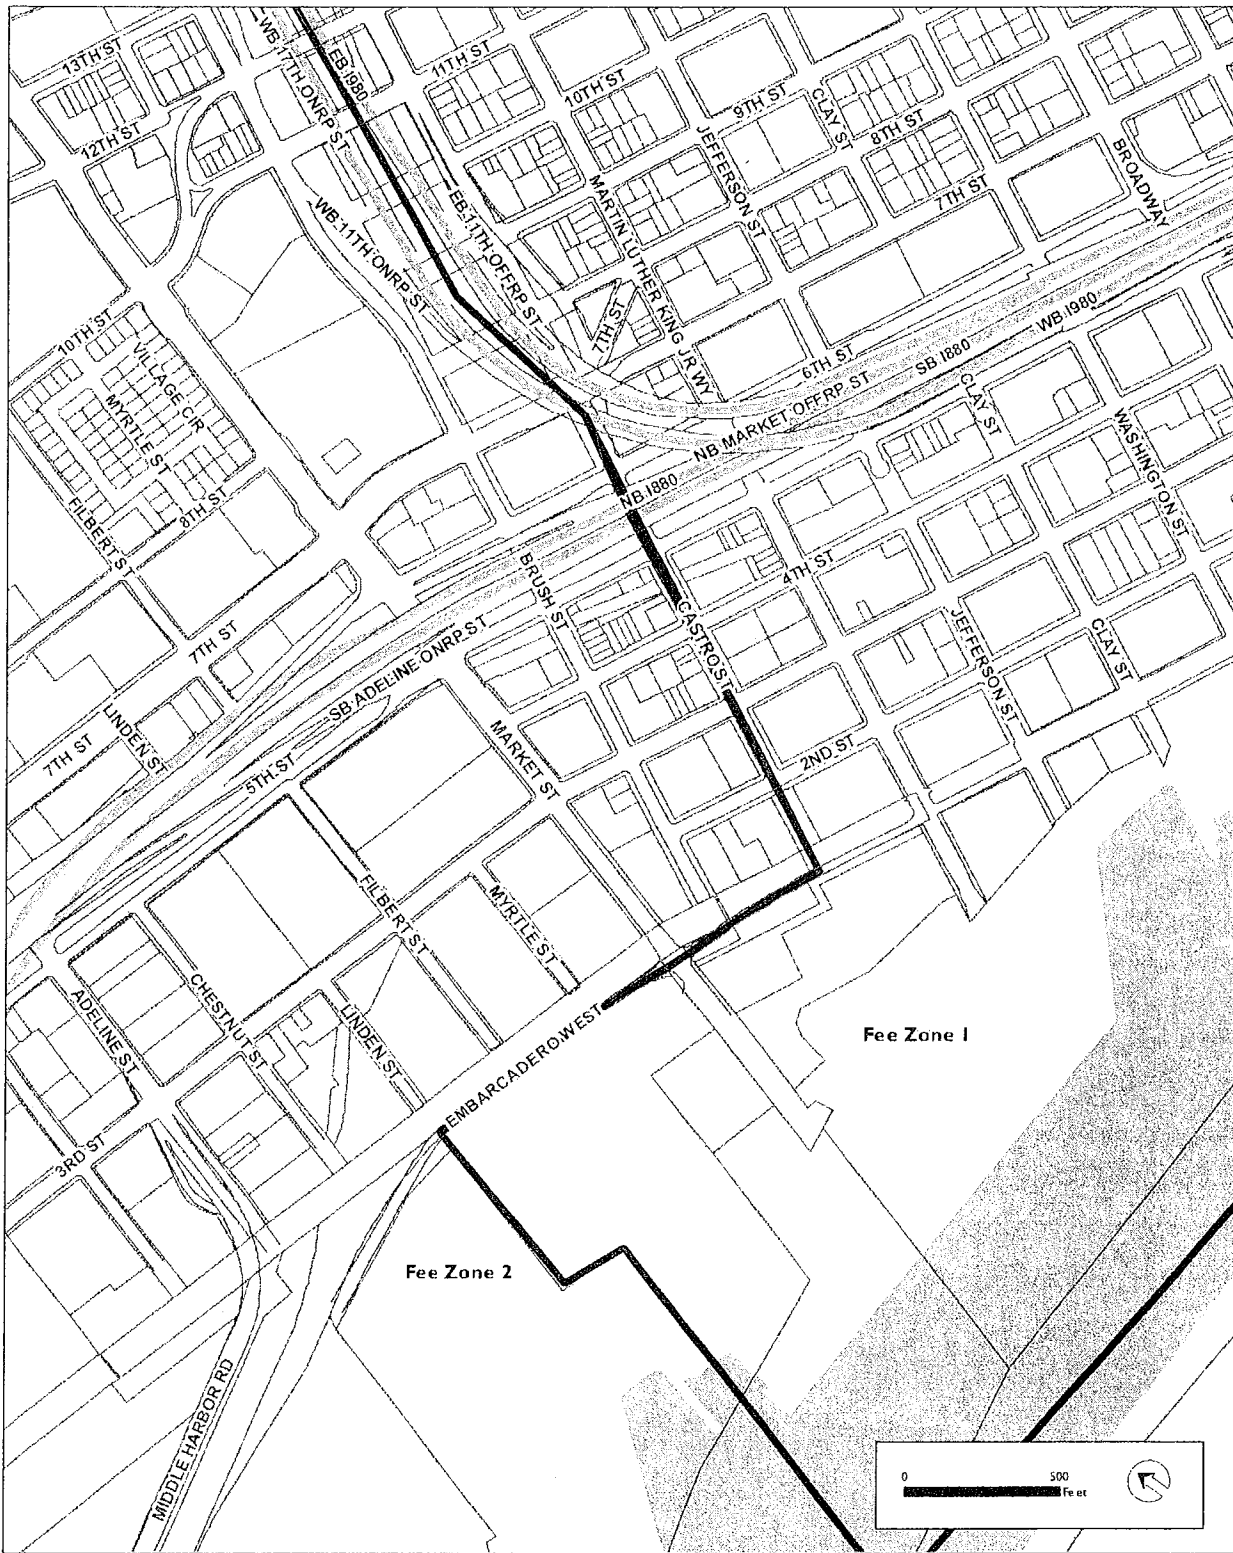 13TH ST
12TH ST
WB 17TH ONRP ST
EB I980
11TH ST
10TH ST
9TH ST
CLAY ST
8TH ST
JEFFERSON ST
BROADWAY
7TH ST
MARTIN LUTHER KING JR WY
WB 11TH ONRP ST
EB 11TH OFFRP ST
7TH ST
6TH ST
WB I980
SB I880
NB MARKET OFFRP ST
NB I880
10TH ST
VILLAGE CIR
MYRTLE ST
FILBERT ST
8TH ST
CLAY ST
WASHINGTON ST
BRUSH ST
4TH ST
CASTRO ST
JEFFERSON ST
CLAY ST
7TH ST
SB ADELINE ONRP ST
LINDEN ST
7TH ST
5TH ST
MARKET ST
2ND ST
FILBERT ST
MYRTLE ST
ADELINE ST
CHESTNUT ST
LINDEN ST
EMBARCADERO WEST
Fee Zone 1
3RD ST
Fee Zone 2
MIDDLE HARBOR RD
0 500
Feet